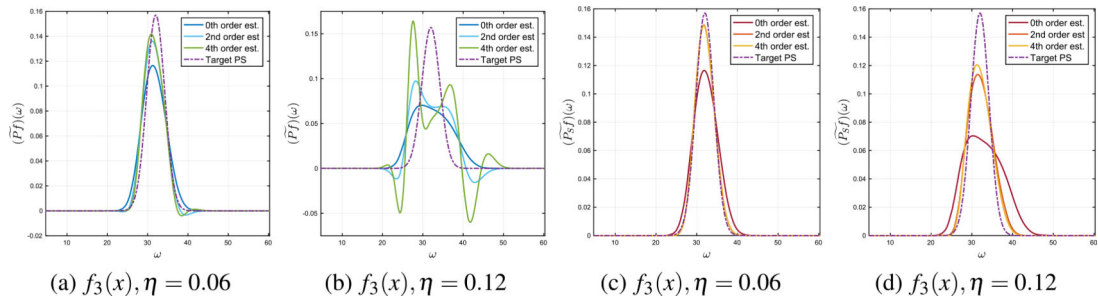 0th order est.
2nd order est
4th order est.
Target PS
0.16
0.14
0.12
0.1
0.08
0.06
0.04
0.02
0
-0.02
10 20 30 40 50 60
(P̃f)(ω)
ω
(a) f₃(x), η = 0.06
0th order est.
2nd order est
4th order est.
Target PS
0.15
0.1
0.05
0
-0.05
10 20 30 40 50 60
(P̃f)(ω)
ω
(b) f₃(x), η = 0.12
0th order est.
2nd order est.
4th order est.
Target PS
0.16
0.14
0.12
0.1
0.08
0.06
0.04
0.02
0
10 20 30 40 50 60
(P̃_S f)(ω)
ω
(c) f₃(x), η = 0.06
0th order est.
2nd order est.
4th order est.
Target PS
0.16
0.14
0.12
0.1
0.08
0.06
0.04
0.02
0
10 20 30 40 50 60
(P̃_S f)(ω)
ω
(d) f₃(x), η = 0.12